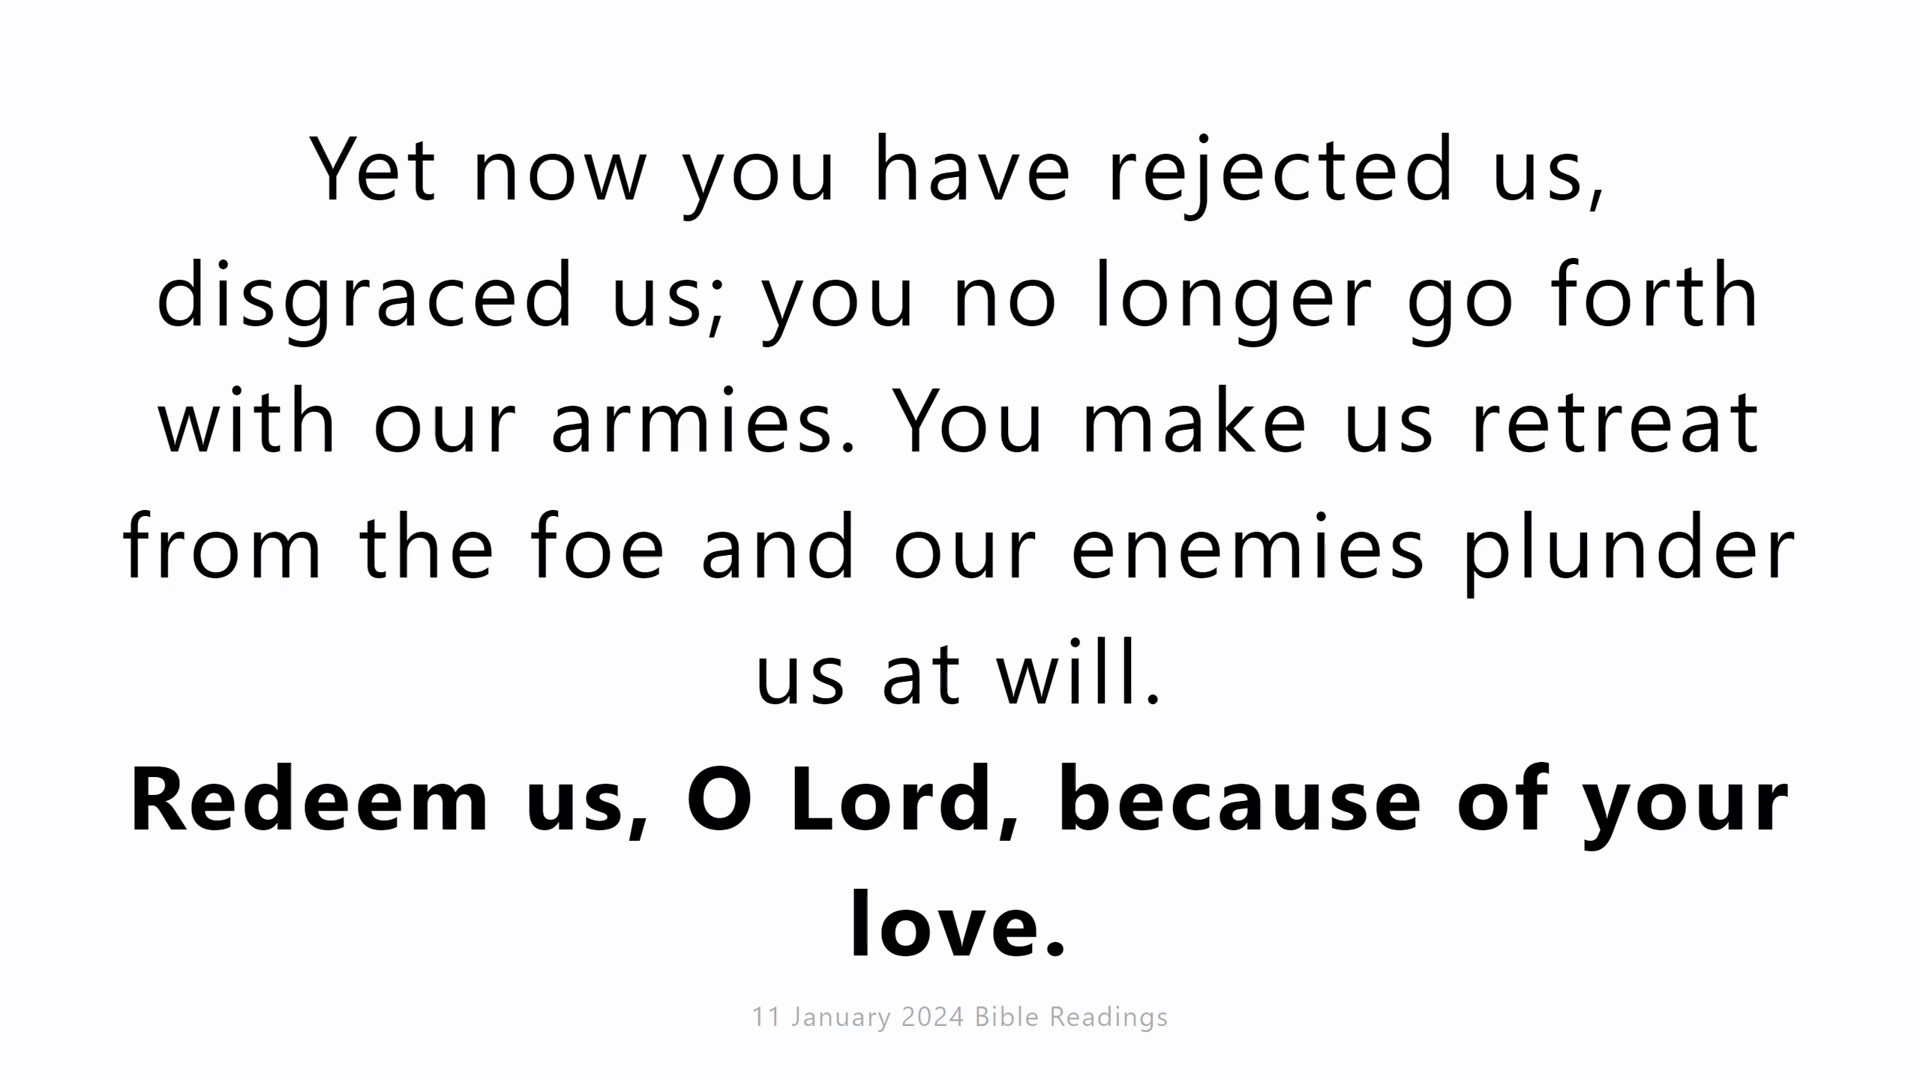 Yet now you have rejected us,
disgraced us; you no longer go forth
with our armies. You make us retreat
from the foe and our enemies plunder
us at will.
Redeem us, O Lord, because of your
love.
11 January 2024 Bible Readings